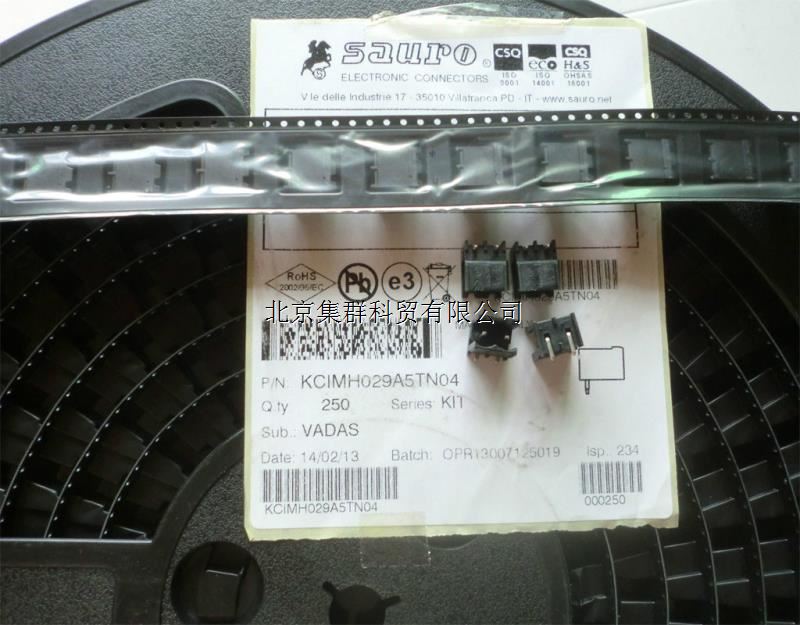 sauro®
ELECTRONIC CONNECTORS
CSQ
ISO
9001
eco
ISO
14001
CSQ
H&S
OHSAS
18001
V.le delle Industrie 17 - 35010 Villafranca PD - IT - www.sauro.net
RoHS
2002/95/EC
Pb
e3
029A5TN04
北京集群科贸有限公司
P/N: KCIMH029A5TN04
Q.ty 250 Series: KIT
Sub.: VADAS
Date: 14/02/13 Batch: OPR13007125019 isp.: 234
KCIMH029A5TN04
000250